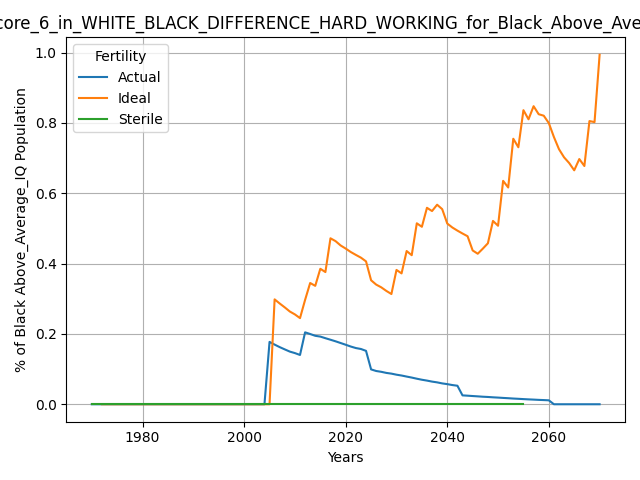 core_6_in_WHITE_BLACK_DIFFERENCE_HARD_WORKING_for_Black_Above_Ave
Fertility
Actual
Ideal
Sterile
% of Black Above_Average_IQ Population
1.0
0.8
0.6
0.4
0.2
0.0
1980 2000 2020 2040 2060
Years